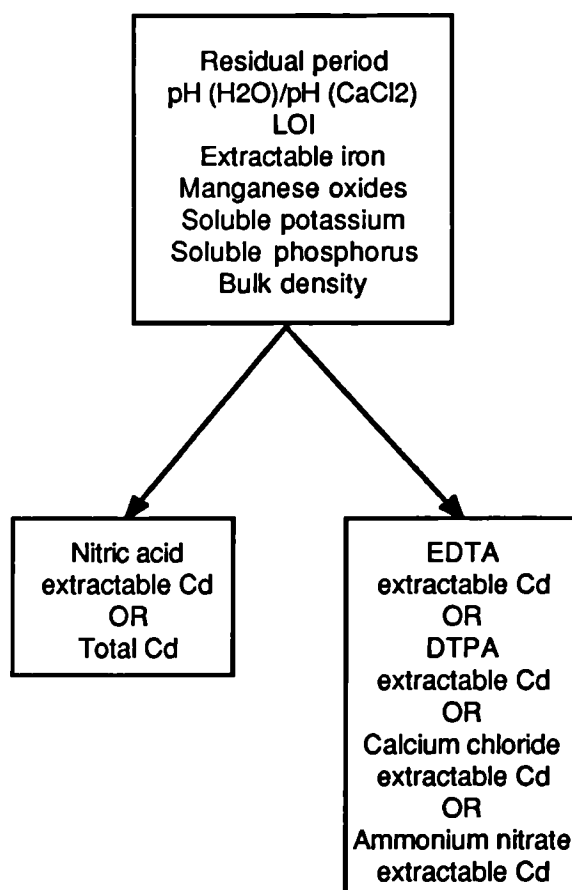 Residual period
pH (H2O)/pH (CaCl2)
LOI
Extractable iron
Manganese oxides
Soluble potassium
Soluble phosphorus
Bulk density
Nitric acid
extractable Cd
OR
Total Cd
EDTA
extractable Cd
OR
DTPA
extractable Cd
OR
Calcium chloride
extractable Cd
OR
Ammonium nitrate
extractable Cd